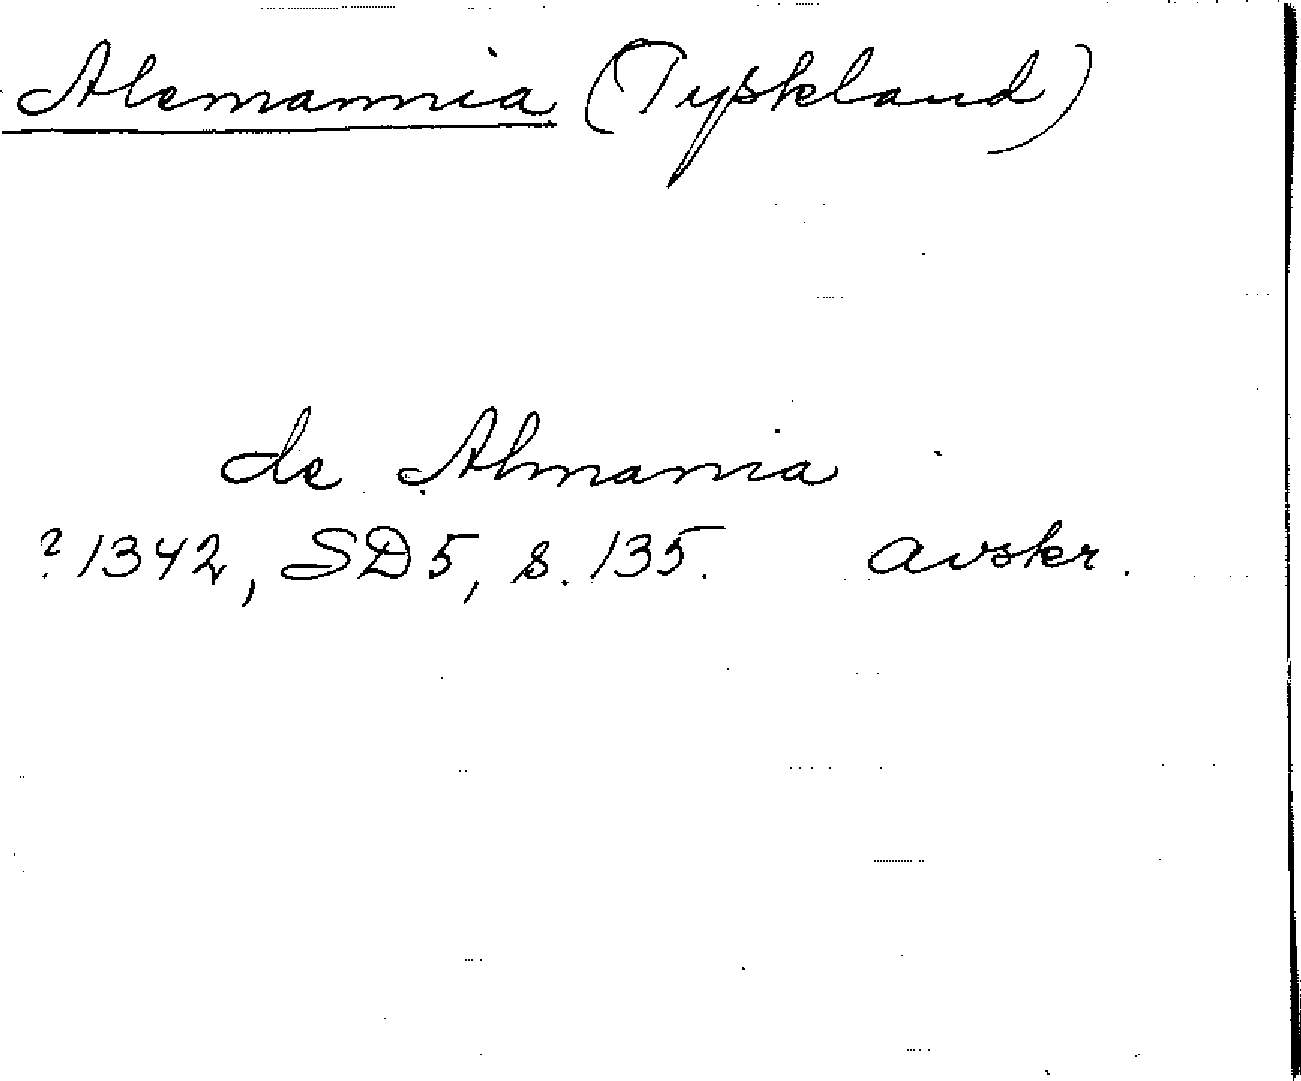 Alemannia (Tyskland)
de Almania
? 1342, SD5, s. 135. avskr.